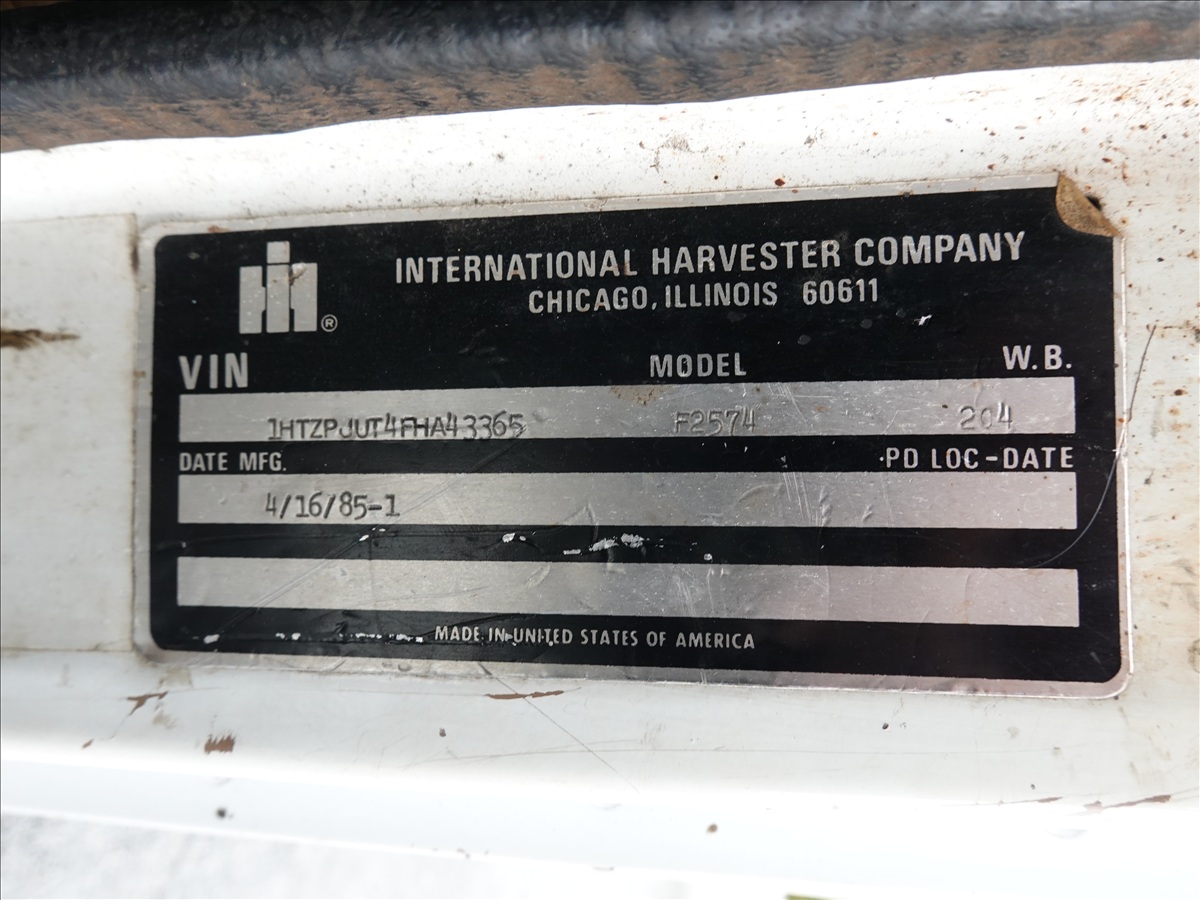 INTERNATIONAL HARVESTER COMPANY
CHICAGO, ILLINOIS 60611
®
VIN MODEL W.B.
1HTZPJUT4FHA43365 F2574 204
DATE MFG. PD LOC-DATE
4/16/85-1
MADE IN UNITED STATES OF AMERICA